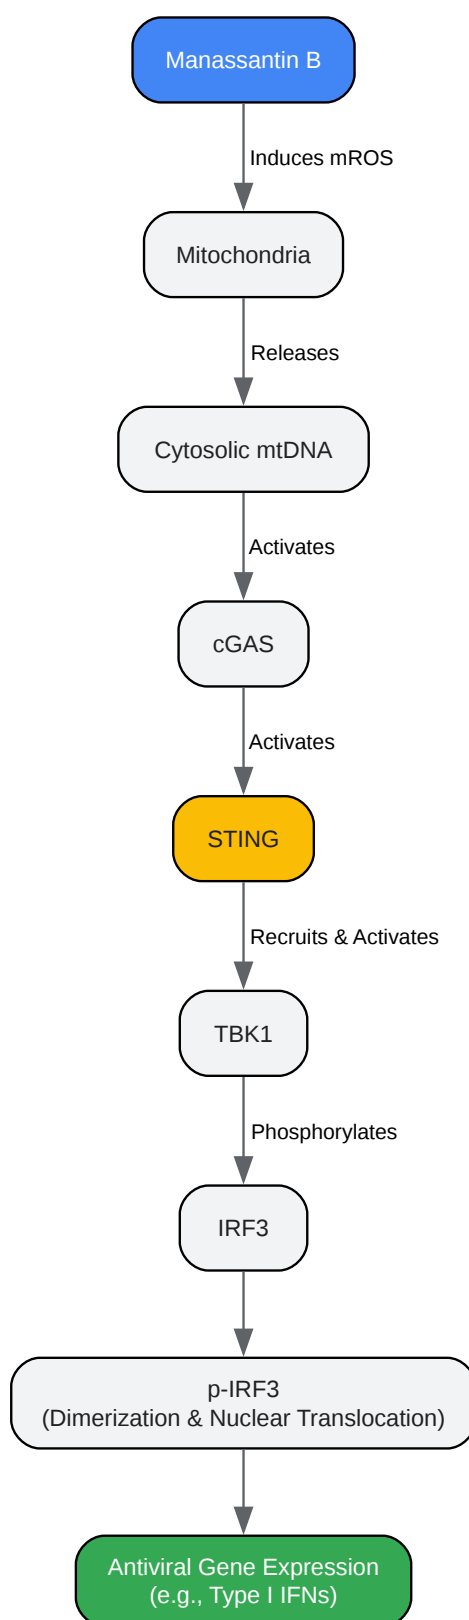 Manassantin B
Induces mROS
Mitochondria
Releases
Cytosolic mtDNA
Activates
cGAS
Activates
STING
Recruits & Activates
TBK1
Phosphorylates
IRF3
p-IRF3
(Dimerization & Nuclear Translocation)
Antiviral Gene Expression
(e.g., Type I IFNs)